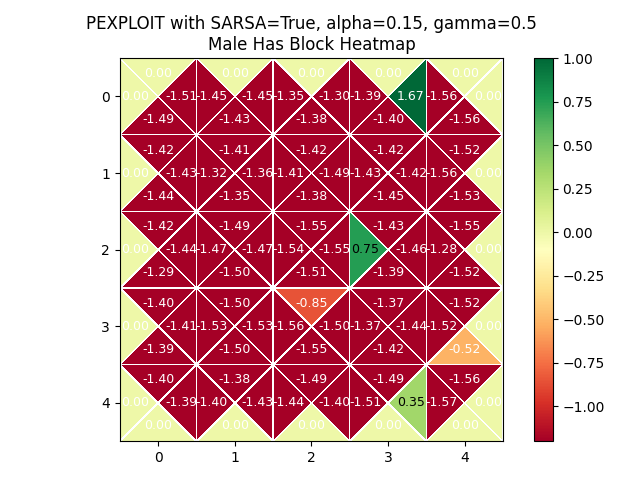 PEXPLOIT with SARSA=True, alpha=0.15, gamma=0.5
Male Has Block Heatmap
0.00 0.00 0.00 0.00 0.00
0 0.00 -1.51 -1.45 -1.45 -1.35 -1.30 -1.39 1.67 -1.56 0.00
-1.49 -1.43 -1.38 -1.40 -1.56
-1.42 -1.41 -1.42 -1.42 -1.52
1 0.00 -1.43 -1.32 -1.36 -1.41 -1.49 -1.43 -1.42 -1.56 0.00
-1.44 -1.35 -1.38 -1.45 -1.53
-1.42 -1.49 -1.55 -1.43 -1.55
2 0.00 -1.44 -1.47 -1.47 -1.54 -1.55 0.75 -1.46 -1.28 0.00
-1.29 -1.50 -1.51 -1.39 -1.52
-1.40 -1.50 -0.85 -1.37 -1.52
3 0.00 -1.41 -1.53 -1.53 -1.56 -1.50 -1.37 -1.44 -1.52 0.00
-1.39 -1.50 -1.55 -1.42 -0.52
-1.40 -1.38 -1.49 -1.49 -1.56
4 0.00 -1.39 -1.40 -1.43 -1.44 -1.40 -1.51 0.35 -1.57 0.00
0.00 0.00 0.00 0.00 0.00
0 1 2 3 4
1.00
0.75
0.50
0.25
0.00
−0.25
−0.50
−0.75
−1.00